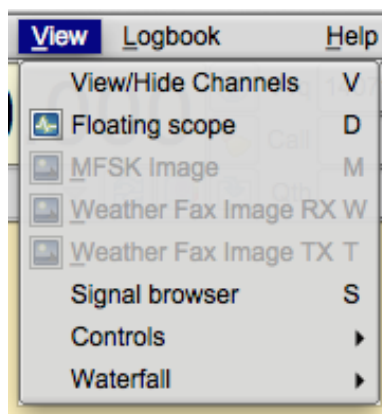 View Logbook Help
View/Hide Channels V
Floating scope D
MFSK Image M
Weather Fax Image RX W
Weather Fax Image TX T
Signal browser S
Controls
Waterfall